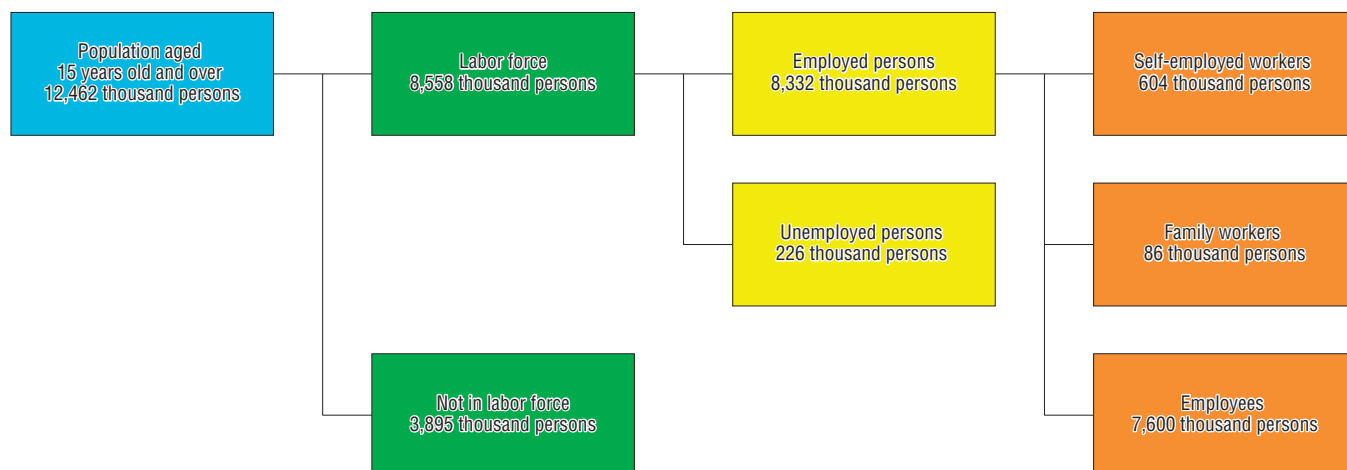 Population aged
15 years old and over
12,462 thousand persons
Labor force
8,558 thousand persons
Employed persons
8,332 thousand persons
Self-employed workers
604 thousand persons
Unemployed persons
226 thousand persons
Family workers
86 thousand persons
Not in labor force
3,895 thousand persons
Employees
7,600 thousand persons